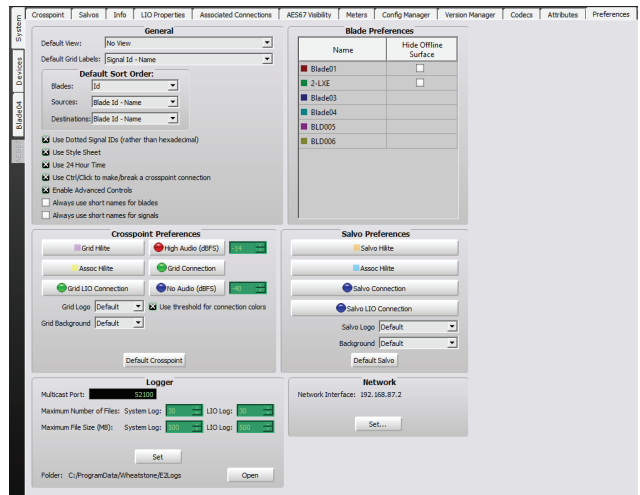 Crosspoint Salvos Info LIO Properties Associated Connections AES67 Visibility Meters Config Manager Version Manager Codecs Attributes Preferences
System
Devices
Blade04
General
Default View: No View
Default Grid Labels: Signal Id - Name
Default Sort Order:
Blades: Id
Sources: Blade Id - Name
Destinations: Blade Id - Name
Use Dotted Signal IDs (rather than hexadecimal)
Use Style Sheet
Use 24 Hour Time
Use Ctrl/Click to make/break a crosspoint connection
Enable Advanced Controls
Always use short names for blades
Always use short names for signals
Blade Preferences
Name Hide Offline
Surface
Blade01
2-LXE
Blade03
Blade04
BLD005
BLD006
Crosspoint Preferences
Grid Hilite High Audio (dBFS) -14
Assoc Hilite Grid Connection
Grid LIO Connection No Audio (dBFS) -40
Grid Logo Default Use threshold for connection colors
Grid Background Default
Default Crosspoint
Salvo Preferences
Salvo Hilite
Assoc Hilite
Salvo Connection
Salvo LIO Connection
Salvo Logo Default
Background Default
Default Salvo
Logger
Multicast Port: 52100
Maximum Number of Files: System Log: 30 LIO Log: 30
Maximum File Size (MB): System Log: 500 LIO Log: 500
Set
Folder: C:/ProgramData/Wheatstone/E2Logs Open
Network
Network Interface: 192.168.87.2
Set...